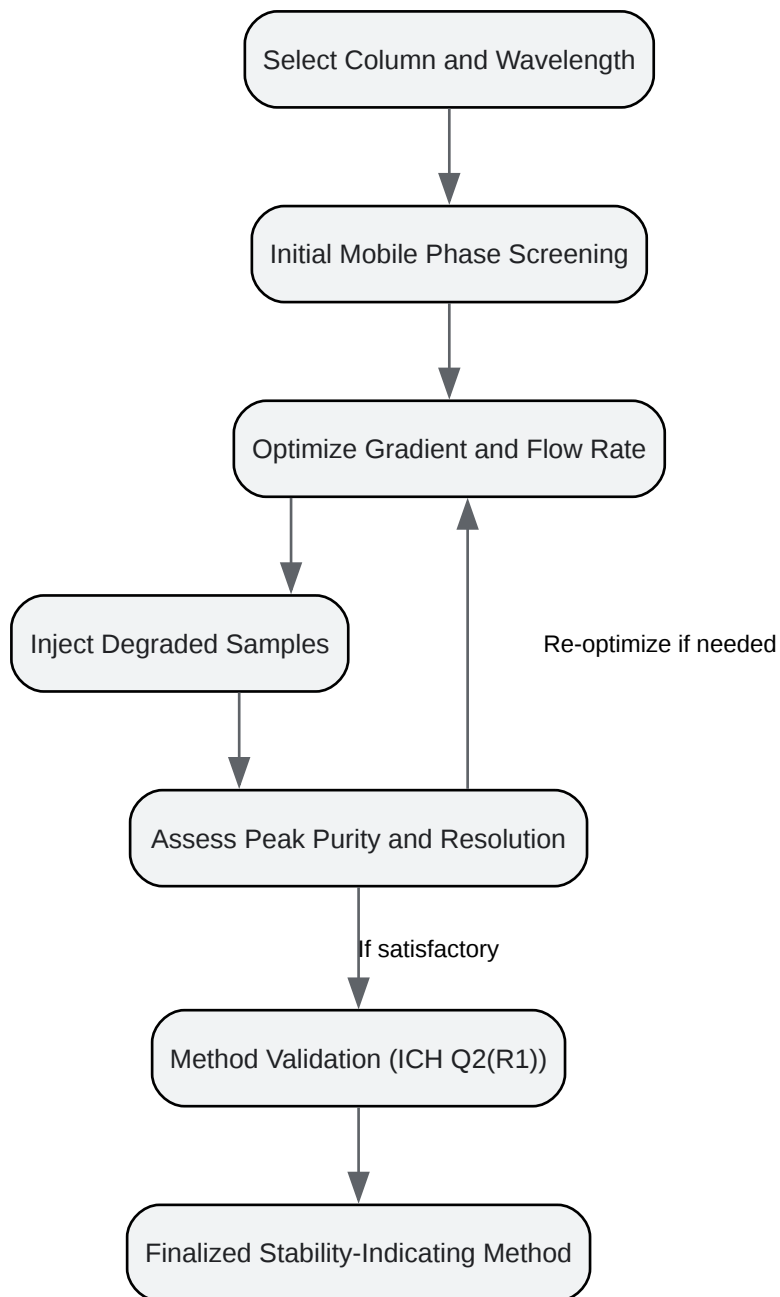 Select Column and Wavelength
Initial Mobile Phase Screening
Optimize Gradient and Flow Rate
Inject Degraded Samples
Re-optimize if needed
Assess Peak Purity and Resolution
If satisfactory
Method Validation (ICH Q2(R1))
Finalized Stability-Indicating Method